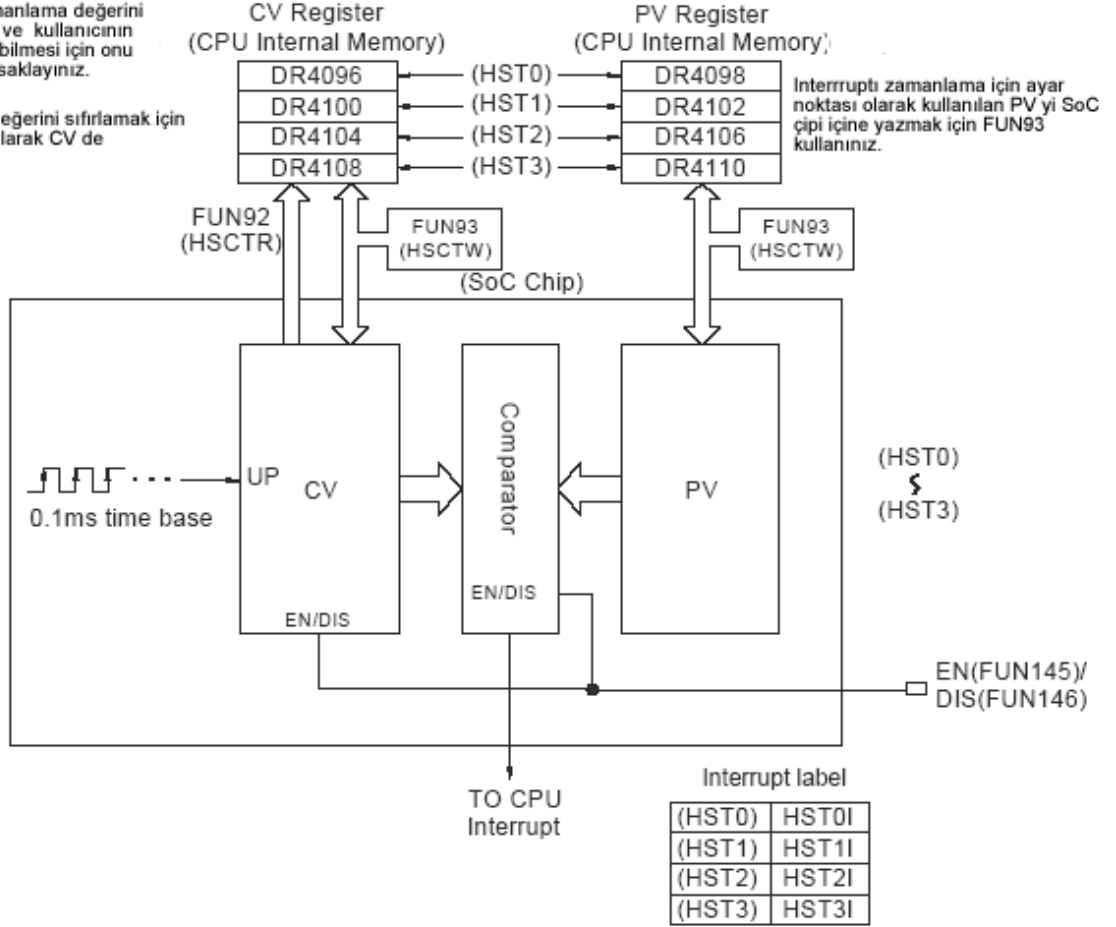 değerini
ve kullanıcının
bilmesi için onu
saklayınız.
eğerini sıfırlamak için
larak CV de
CV Register
(CPU Internal Memory)
DR4096
DR4100
DR4104
DR4108
(HST0)
(HST1)
(HST2)
(HST3)
PV Register
(CPU Internal Memory)
DR4098
DR4102
DR4106
DR4110
Interrruptı zamanlama için ayar
noktası olarak kullanılan PV yi SoC
çipi içine yazmak için FUN93
kullanınız.
FUN92
(HSCTR)
FUN93
(HSCTW)
FUN93
(HSCTW)
(SoC Chip)
0.1ms time base
UP
CV
EN/DIS
Comparator
EN/DIS
PV
(HST0)
(HST3)
EN(FUN145)/
DIS(FUN146)
TO CPU
Interrupt
Interrupt label
(HST0) HST0I
(HST1) HST1I
(HST2) HST2I
(HST3) HST3I